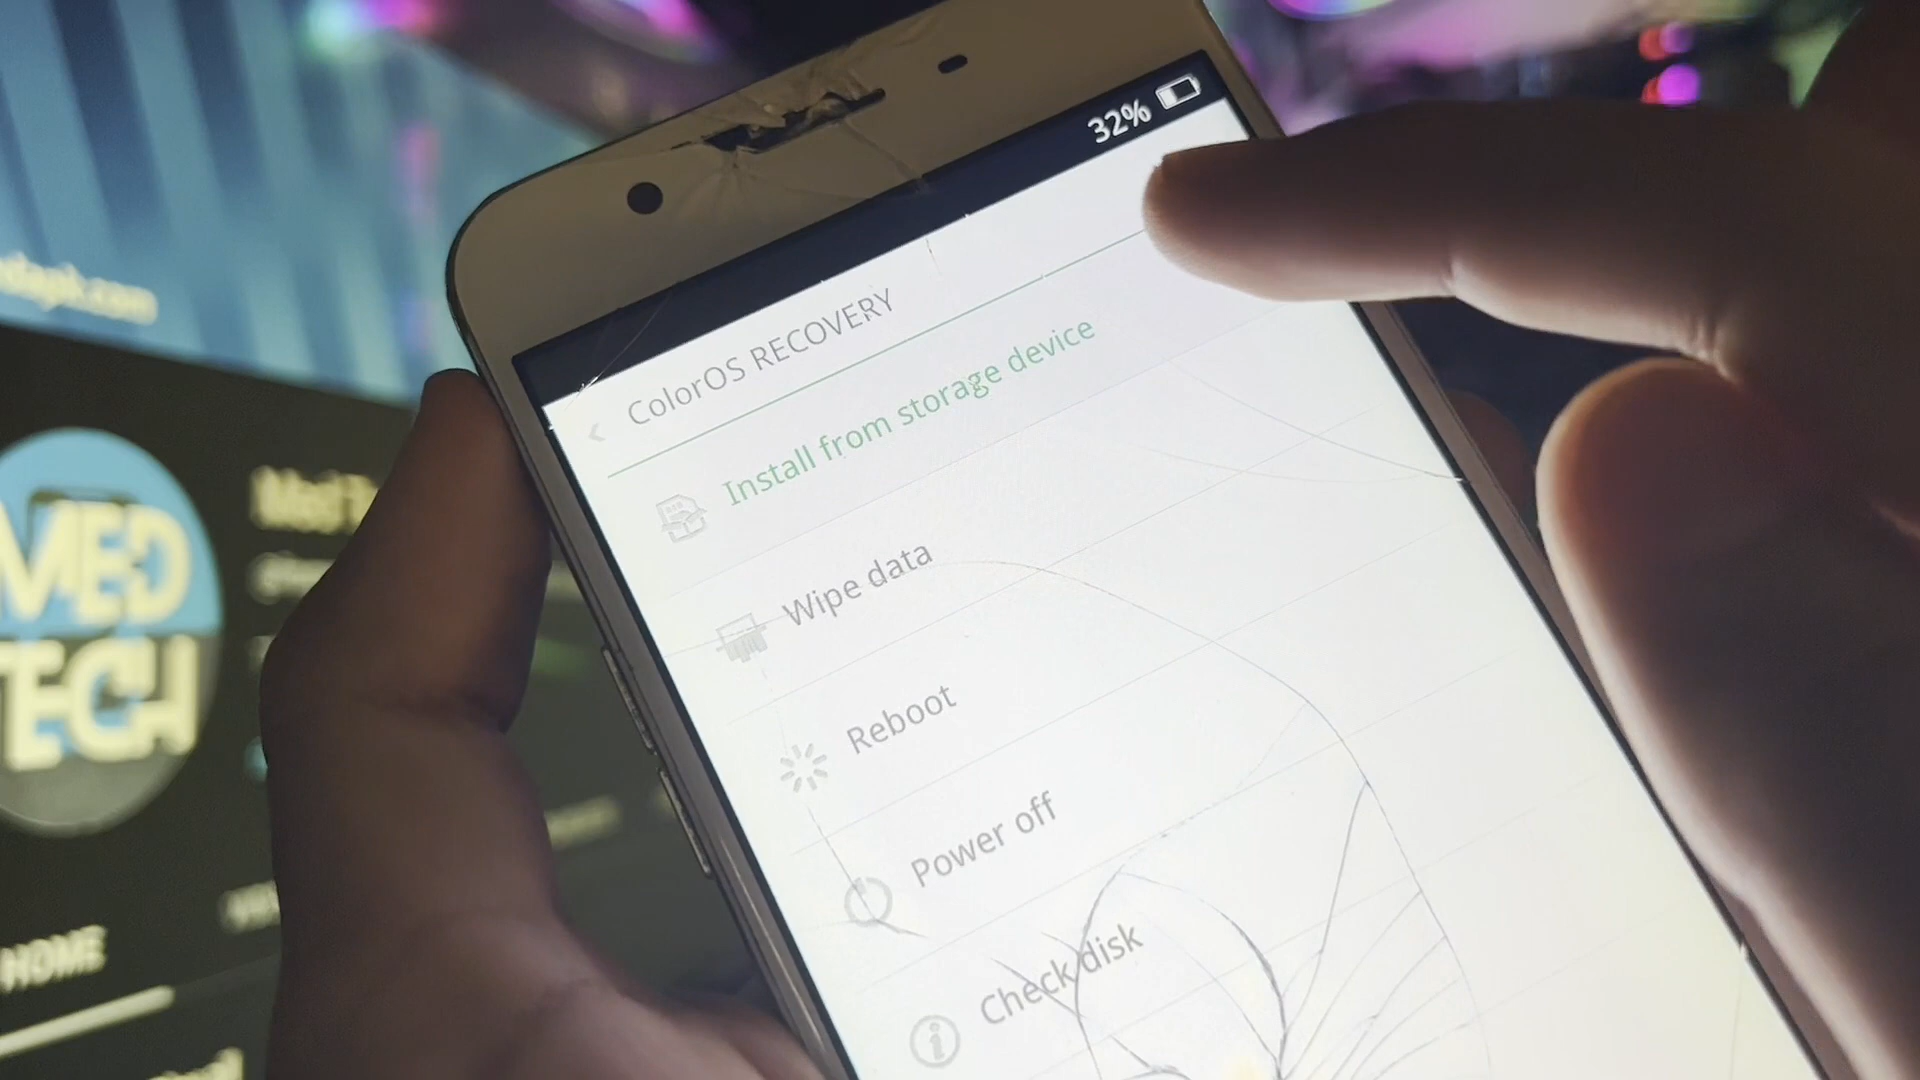 32%
ColorOS RECOVERY
Install from storage device
Wipe data
Reboot
Power off
Check disk
MED
TECH
HOME